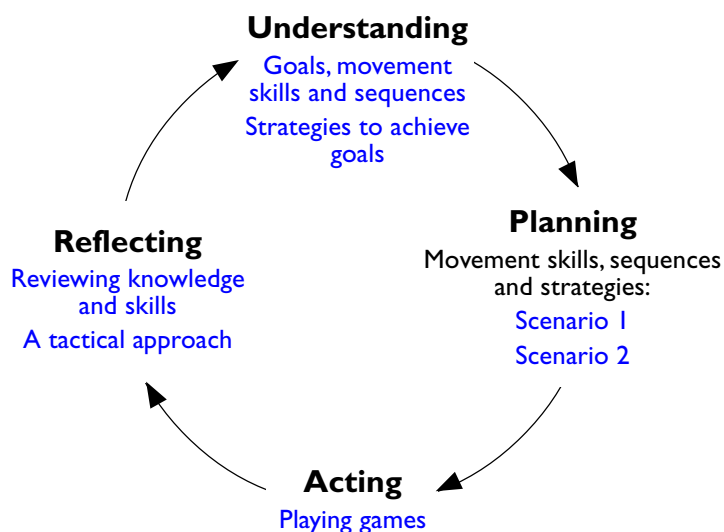 Understanding
Goals, movement
skills and sequences
Strategies to achieve
goals
Planning
Movement skills, sequences
and strategies:
Scenario 1
Scenario 2
Acting
Playing games
Reflecting
Reviewing knowledge
and skills
A tactical approach